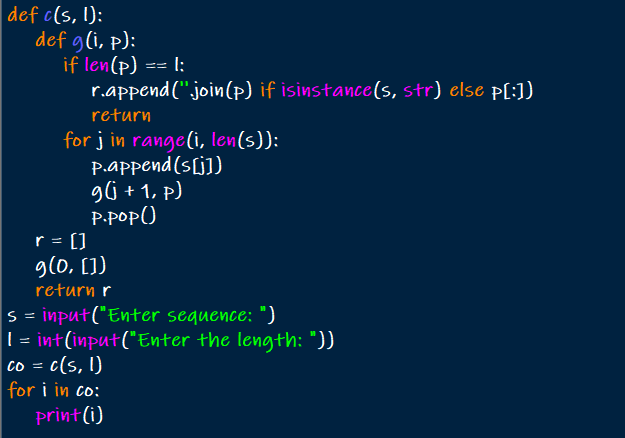 def c(s, l):
    def g(i, p):
        if len(p) == l:
            r.append(''.join(p) if isinstance(s, str) else p[:])
            return
        for j in range(i, len(s)):
            p.append(s[j])
            g(j + 1, p)
            p.pop()
    r = []
    g(0, [])
    return r
s = input("Enter sequence: ")
l = int(input("Enter the length: "))
co = c(s, l)
for i in co:
    print(i)